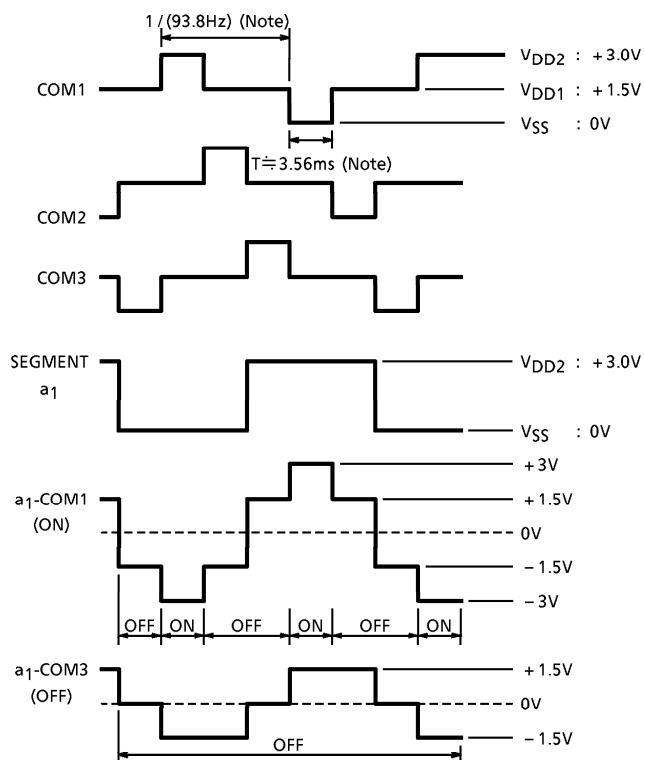 1/(93.8Hz) (Note)
COM1
VDD2 : +3.0V
VDD1 : +1.5V
VSS : 0V
T≒3.56ms (Note)
COM2
COM3
SEGMENT
a1
VDD2 : +3.0V
VSS : 0V
a1-COM1
(ON)
+3V
+1.5V
0V
−1.5V
−3V
OFF ON OFF ON OFF ON
a1-COM3
(OFF)
+1.5V
0V
−1.5V
OFF